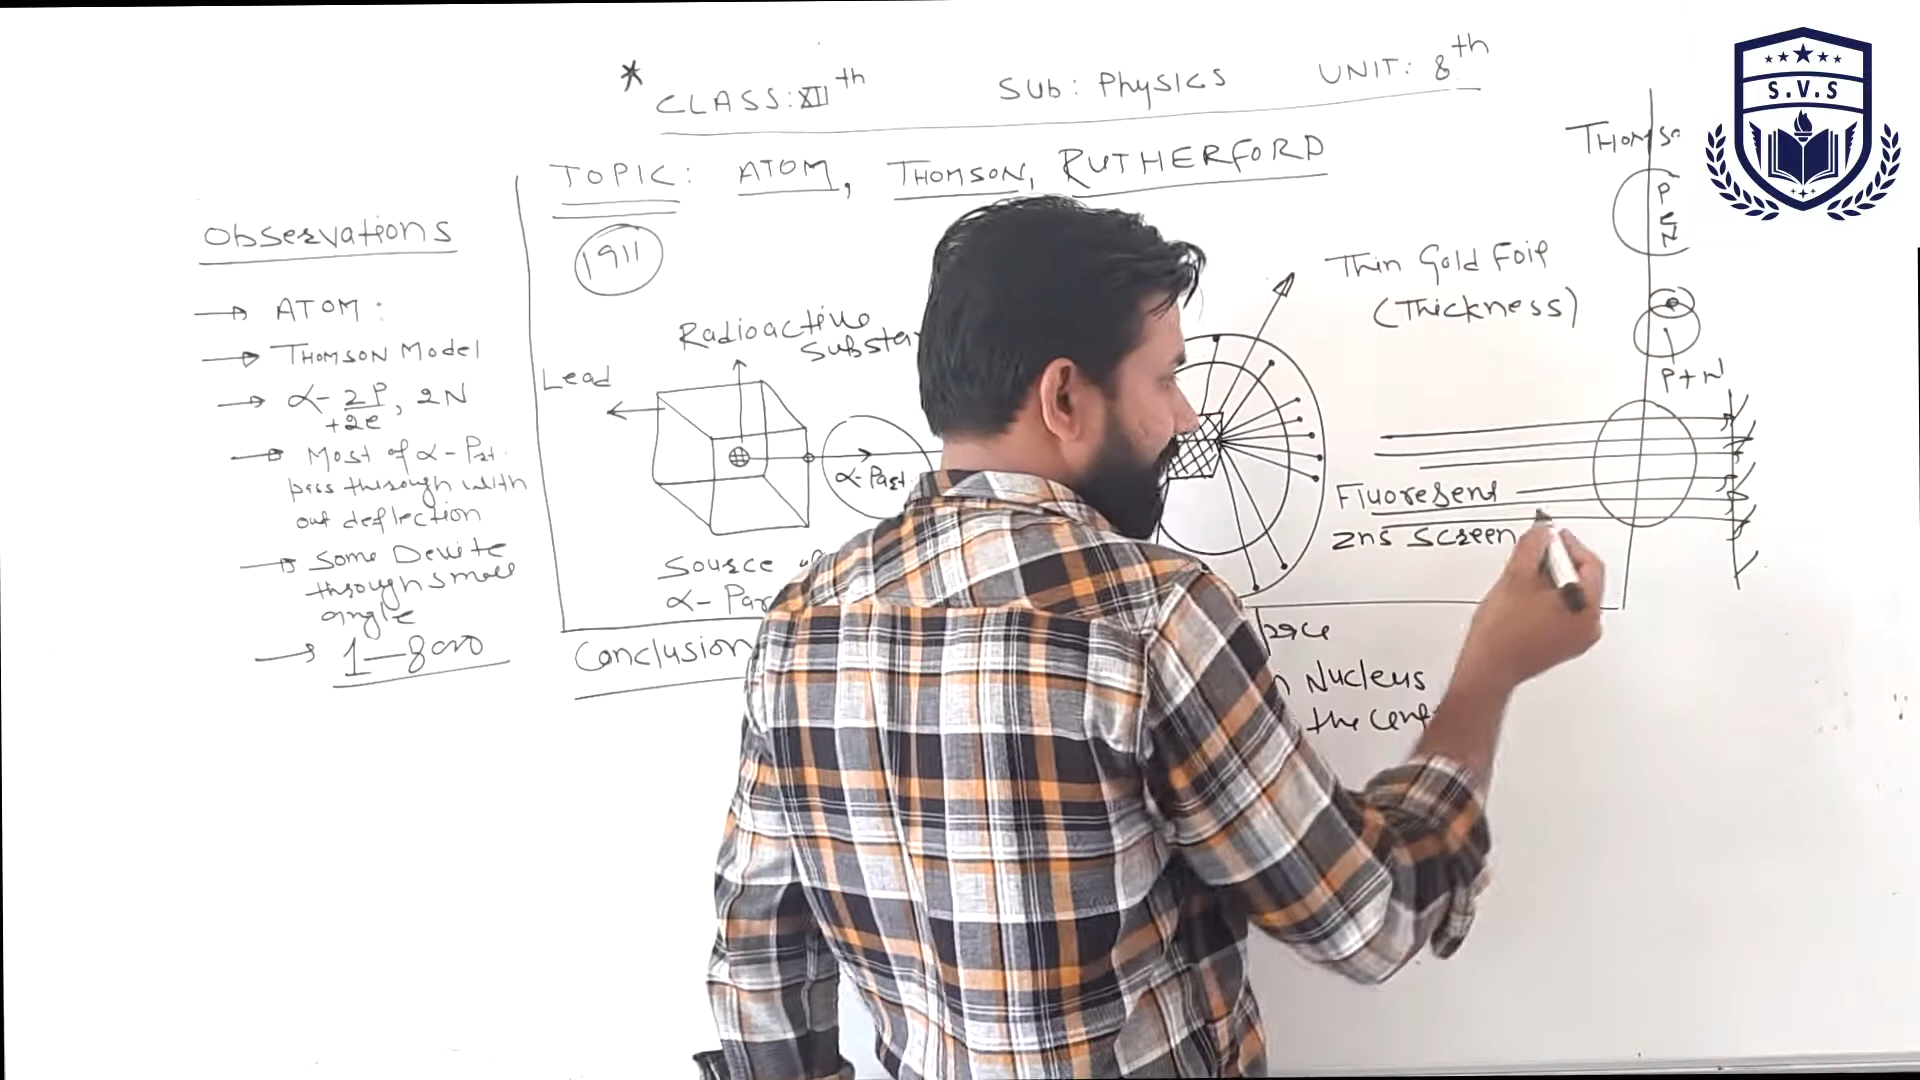 * CLASS: XII th Sub: Physics UNIT: 8th
TOPIC: ATOM, THOMSON, RUTHERFORD
1911
Observations
→ ATOM:
→ THOMSON Model
→ α- 2P, 2N
+2e
→ Most of α-Pat.
pass through with
out deflection
→ Some Deviate
through small
angle
→ 1—8000
Lead
Radioactive
Substan
α-Part.
Source
α-Par
Thin Gold Foil
(Thickness)
Fluoresent
Zns Screen
Conclusion
Nucleus
the cent
Thomso
P
e
N
e
P+N
S.V.S